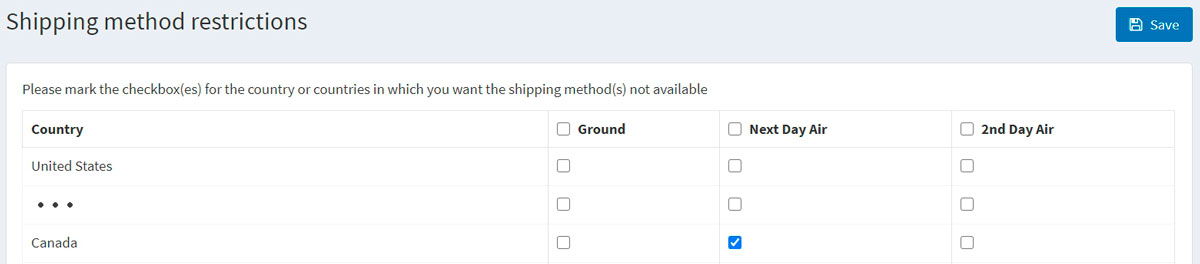 Shipping method restrictions
Save
Please mark the checkbox(es) for the country or countries in which you want the shipping method(s) not available
Country Ground Next Day Air 2nd Day Air
United States
• • •
Canada